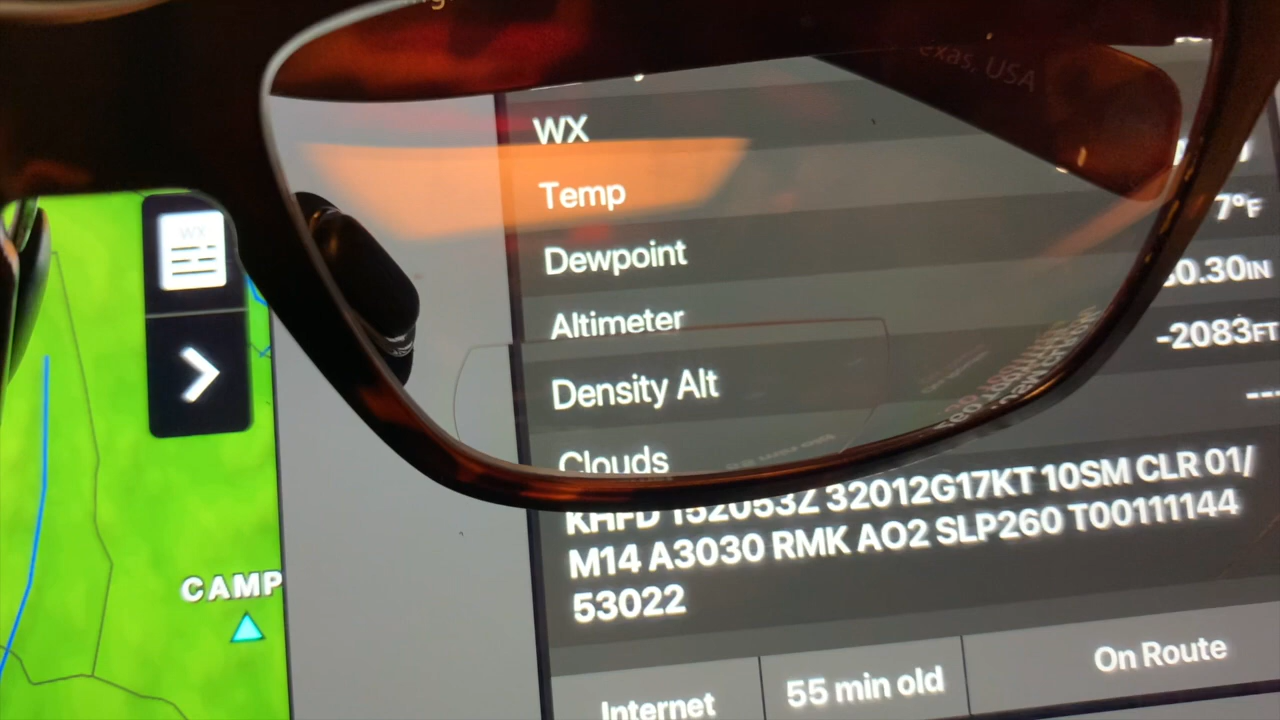 exas, USA
WX
WX
Temp
7°F
Dewpoint
0.30IN
Altimeter
-2083FT
Density Alt
---
Clouds
KHFD 152053Z 32012G17KT 10SM CLR 01/
M14 A3030 RMK AO2 SLP260 T00111144
53022
CAMP
Internet
55 min old
On Route